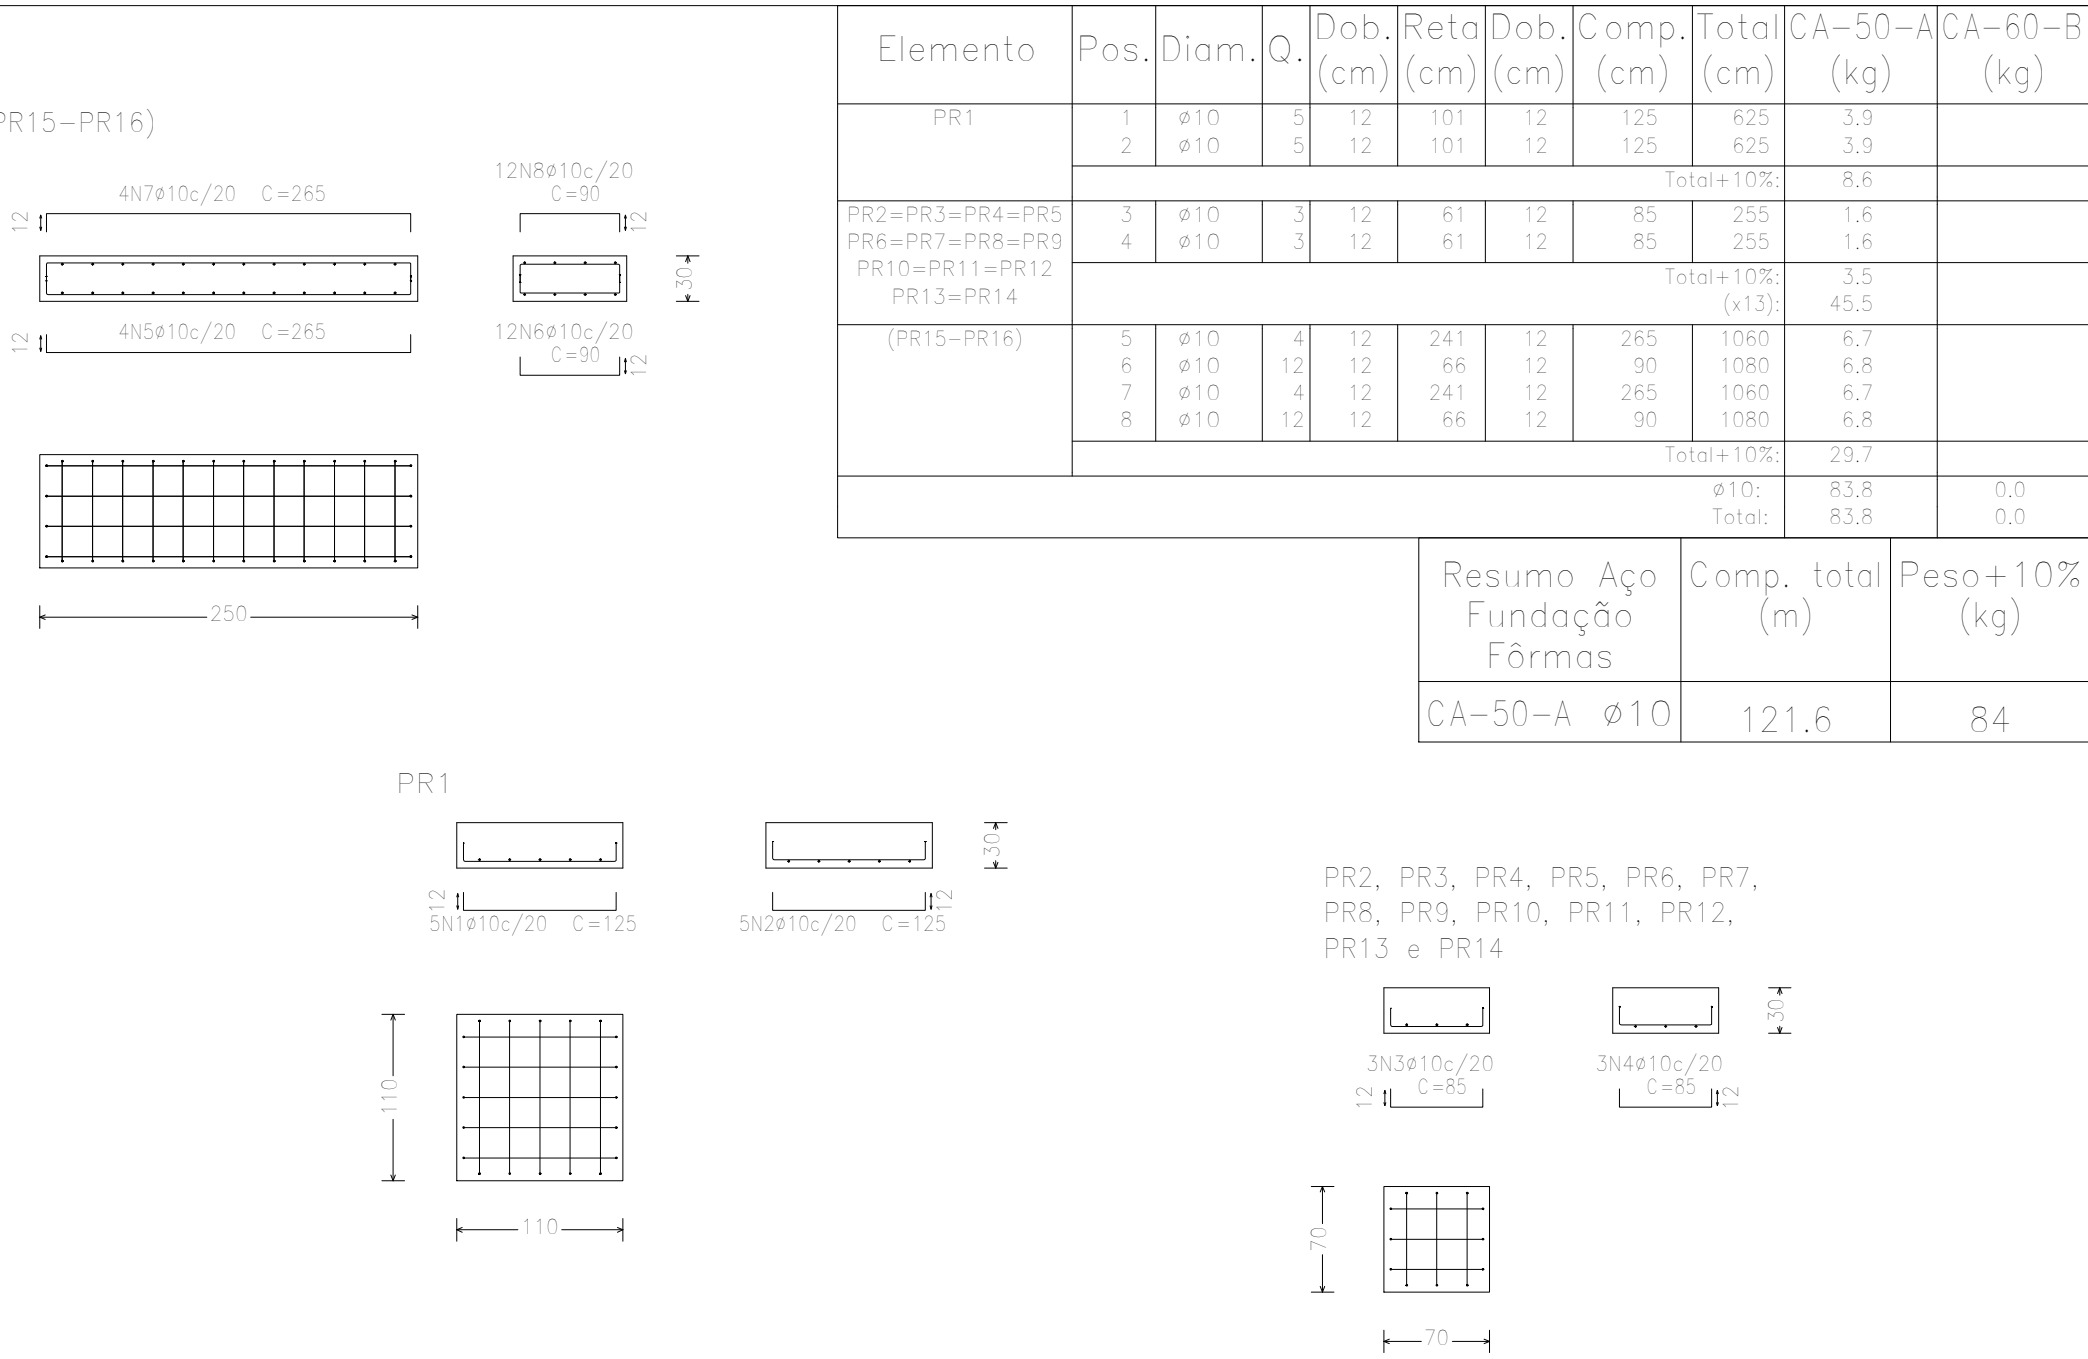 Elemento Pos. Diam. Q. Dob. (cm) Reta (cm) Dob. (cm) Comp. (cm) Total (cm) CA-50-A (kg) CA-60-B (kg)
PR1 1 ø10 5 12 101 12 125 625 3.9
2 ø10 5 12 101 12 125 625 3.9
Total+10%: 8.6
PR2=PR3=PR4=PR5 3 ø10 3 12 61 12 85 255 1.6
PR6=PR7=PR8=PR9 4 ø10 3 12 61 12 85 255 1.6
PR10=PR11=PR12 Total+10%: 3.5
PR13=PR14 (x13): 45.5
(PR15-PR16) 5 ø10 4 12 241 12 265 1060 6.7
6 ø10 12 12 66 12 90 1080 6.8
7 ø10 4 12 241 12 265 1060 6.7
8 ø10 12 12 66 12 90 1080 6.8
Total+10%: 29.7
ø10: 83.8 0.0
Total: 83.8 0.0
Resumo Aço Comp. total Peso+10%
Fundação (m) (kg)
Fôrmas
CA-50-A ø10 121.6 84
PR15-PR16)
4N7ø10c/20 C=265
12
12N8ø10c/20
C=90
12
30
4N5ø10c/20 C=265
12
12N6ø10c/20
C=90
12
250
PR1
30
12
5N1ø10c/20 C=125
12
5N2ø10c/20 C=125
110
110
PR2, PR3, PR4, PR5, PR6, PR7,
PR8, PR9, PR10, PR11, PR12,
PR13 e PR14
30
3N3ø10c/20
C=85
12
3N4ø10c/20
C=85
12
70
70